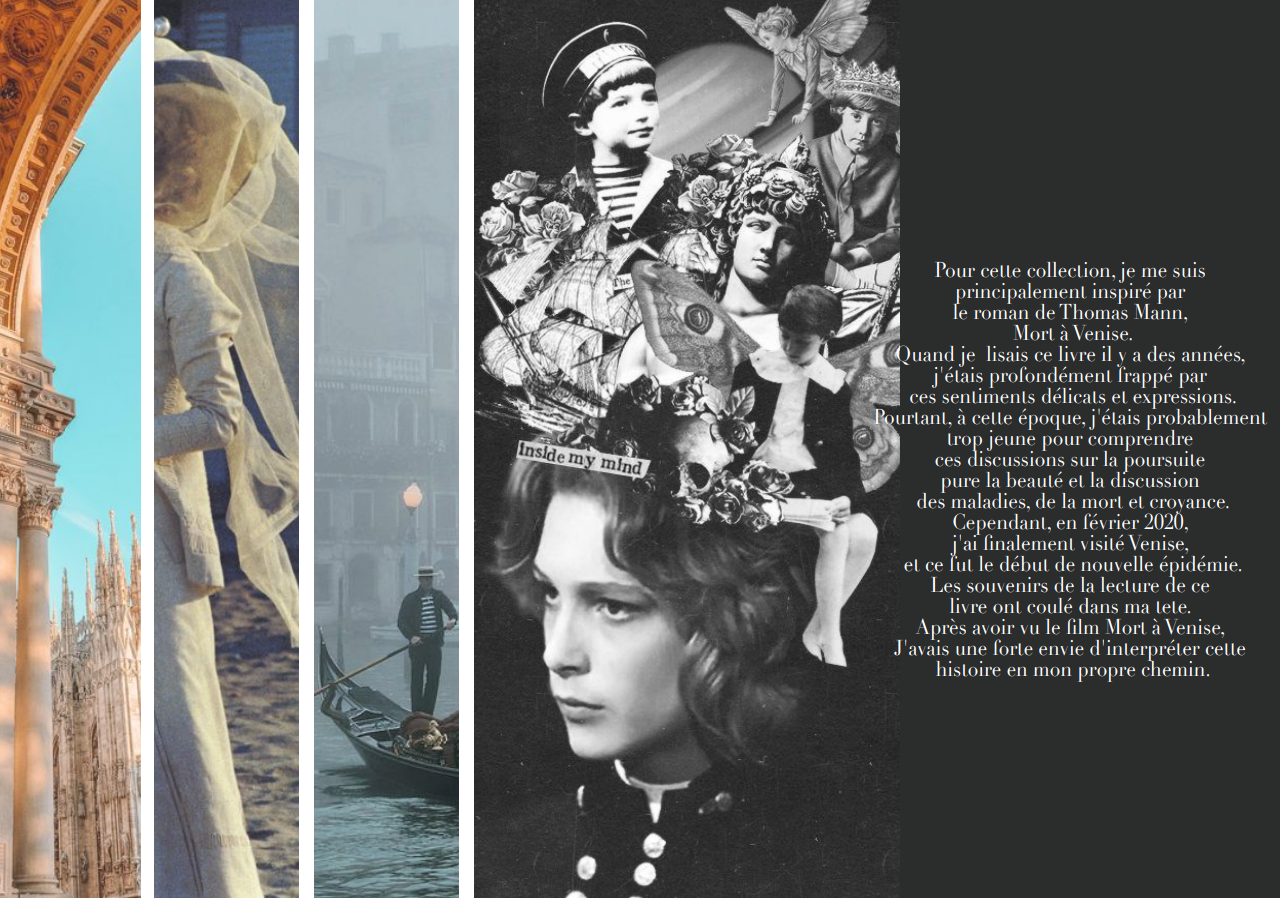 The
inside my mind
Pour cette collection, je me suis
principalement inspiré par
le roman de Thomas Mann,
Mort à Venise.
Quand je  lisais ce livre il y a des années,
j'étais profondément frappé par
ces sentiments délicats et expressions.
Pourtant, à cette époque, j'étais probablement
trop jeune pour comprendre
ces discussions sur la poursuite
pure la beauté et la discussion
des maladies, de la mort et croyance.
Cependant, en février 2020,
j'ai finalement visité Venise,
et ce fut le début de nouvelle épidémie.
Les souvenirs de la lecture de ce
livre ont coulé dans ma tete.
Après avoir vu le film Mort à Venise,
J'avais une forte envie d'interpréter cette
histoire en mon propre chemin.